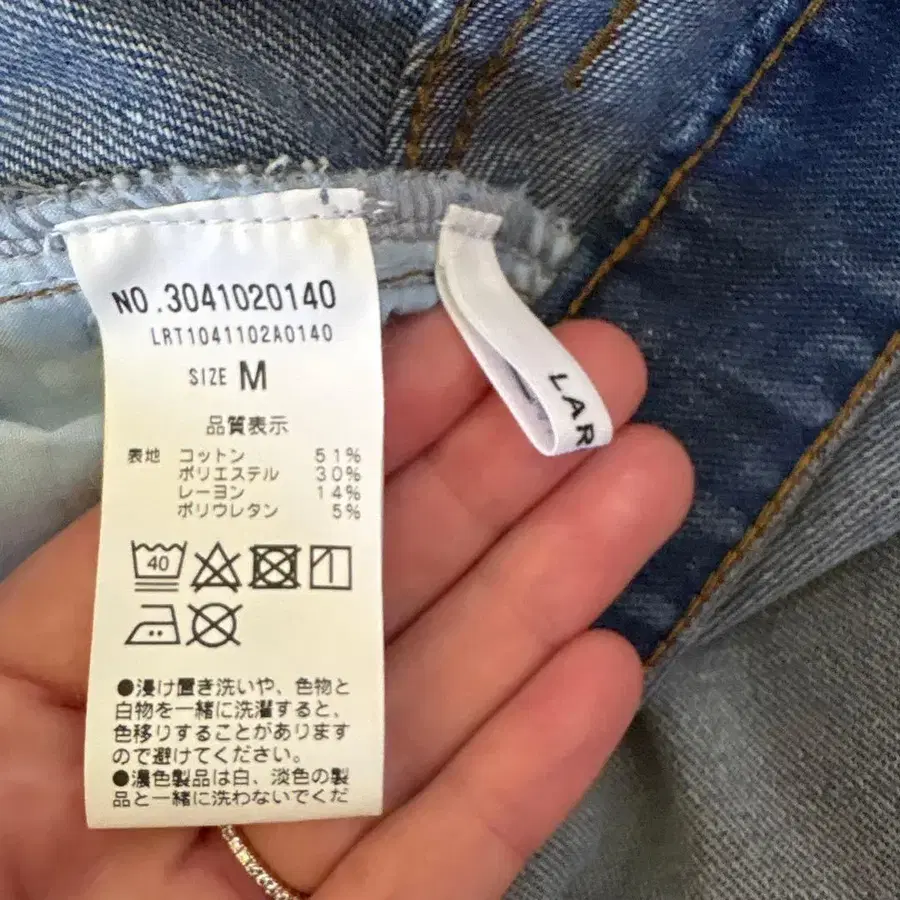 NO.3041020140
LRT1041102A0140
SIZE M
品質表示
表地 コットン 51%
ポリエステル 30%
レーヨン 14%
ポリウレタン 5%
40
●浸け置き洗いや、色物と
白物を一緒に洗濯すると、
色移りすることがあります
ので避けてください。
●濃色製品は白、淡色の製
品と一緒に洗わないでくだ
LAR